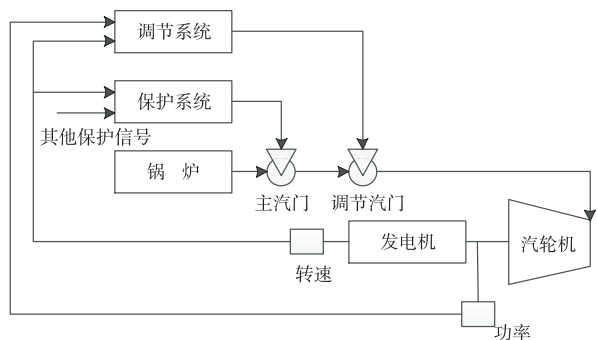 调节系统
保护系统
其他保护信号
锅 炉
主汽门
调节汽门
发电机
汽轮机
转速
功率